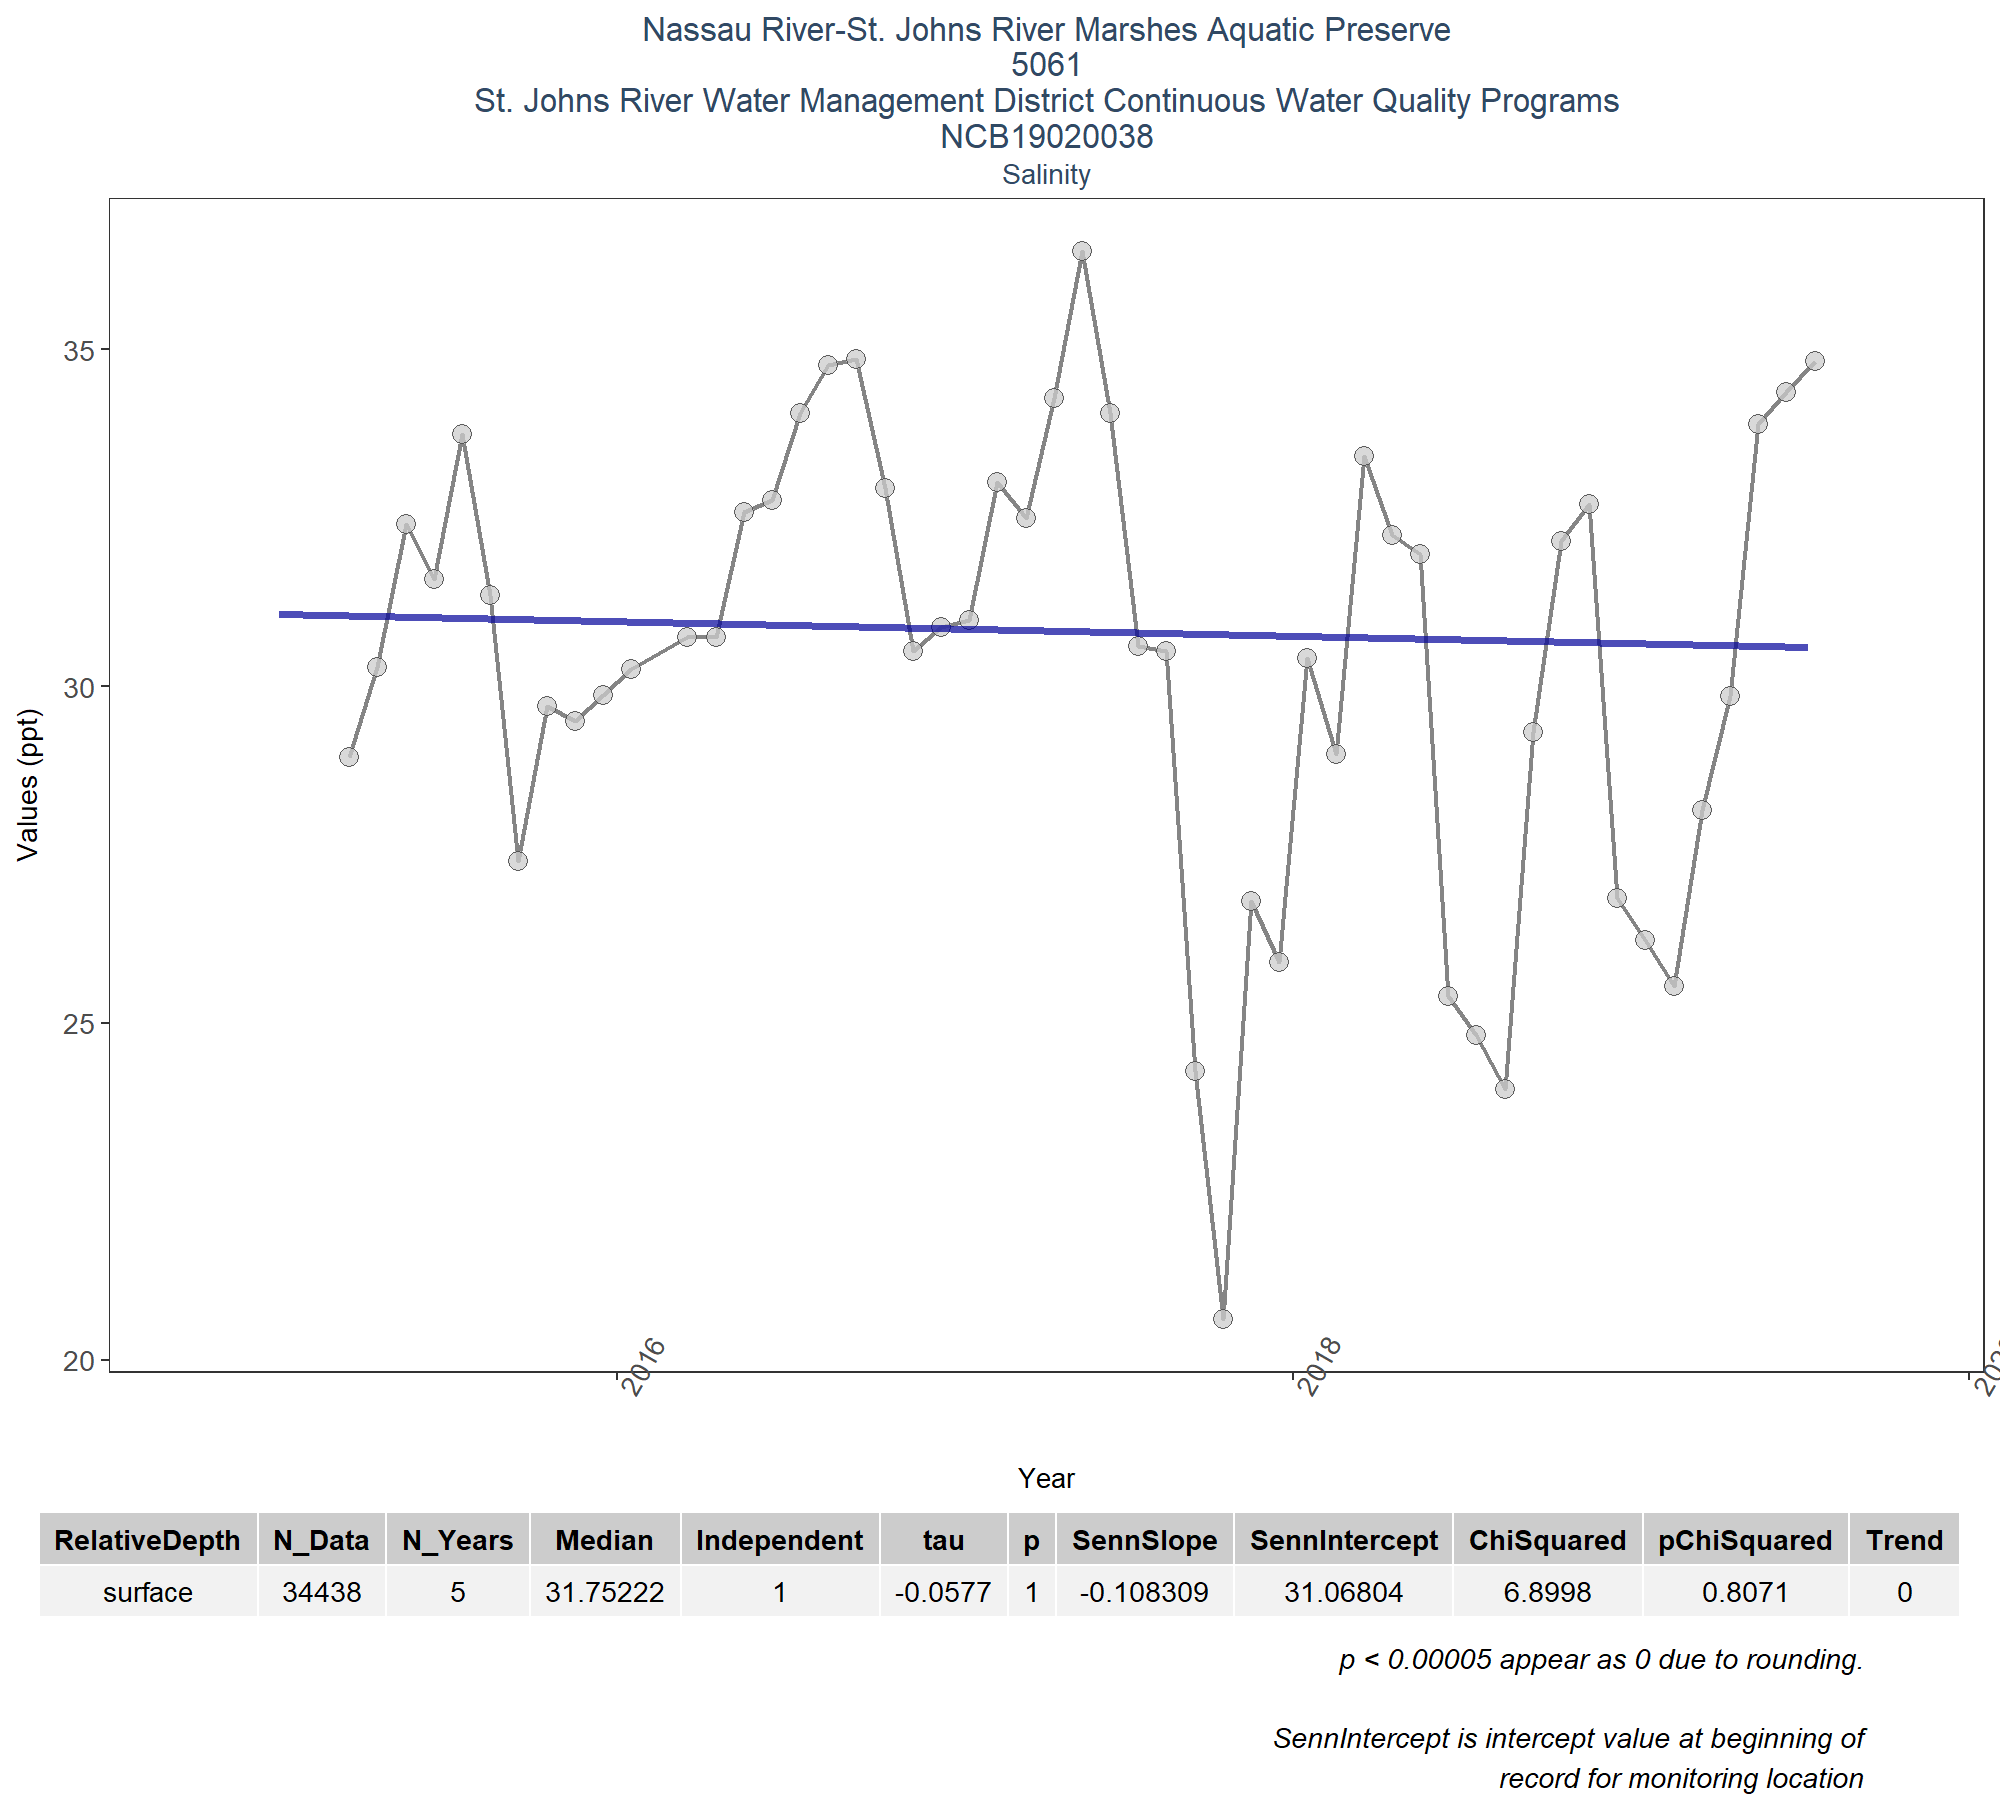 Nassau River-St. Johns River Marshes Aquatic Preserve
5061
St. Johns River Water Management District Continuous Water Quality Programs
NCB19020038
Salinity
35
30
25
20
Values (ppt)
2016
2018
Year
RelativeDepth N_Data N_Years Median Independent tau p SennSlope SennIntercept ChiSquared pChiSquared Trend
surface 34438 5 31.75222 1 -0.0577 1 -0.108309 31.06804 6.8998 0.8071 0
p < 0.00005 appear as 0 due to rounding.
SennIntercept is intercept value at beginning of
record for monitoring location